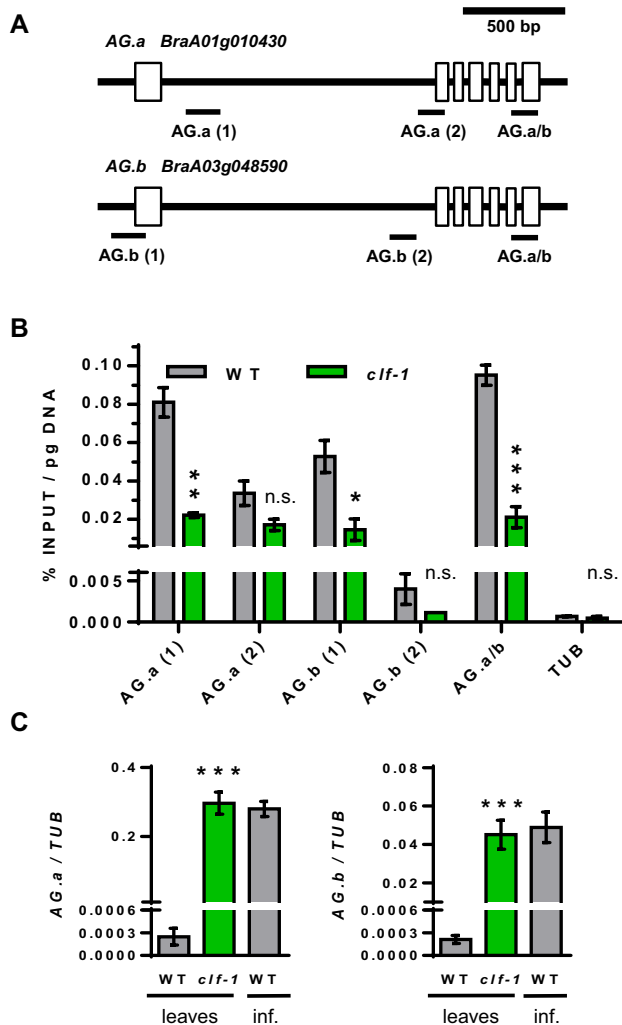 A
500 bp
AG.a BraA01g010430
AG.a (1)
AG.a (2)
AG.a/b
AG.b BraA03g048590
AG.b (1)
AG.b (2)
AG.a/b
B
% INPUT / pg DNA
0.10
0.08
0.06
0.04
0.02
0.005
0.000
WT
clf-1
**
n.s.
*
n.s.
***
n.s.
AG.a (1)
AG.a (2)
AG.b (1)
AG.b (2)
AG.a/b
TUB
C
AG.a / TUB
0.4
0.2
0.0006
0.0003
0.0000
***
WT clf-1 WT
leaves inf.
AG.b / TUB
0.08
0.06
0.04
0.02
0.0006
0.0003
0.0000
***
WT clf-1 WT
leaves inf.